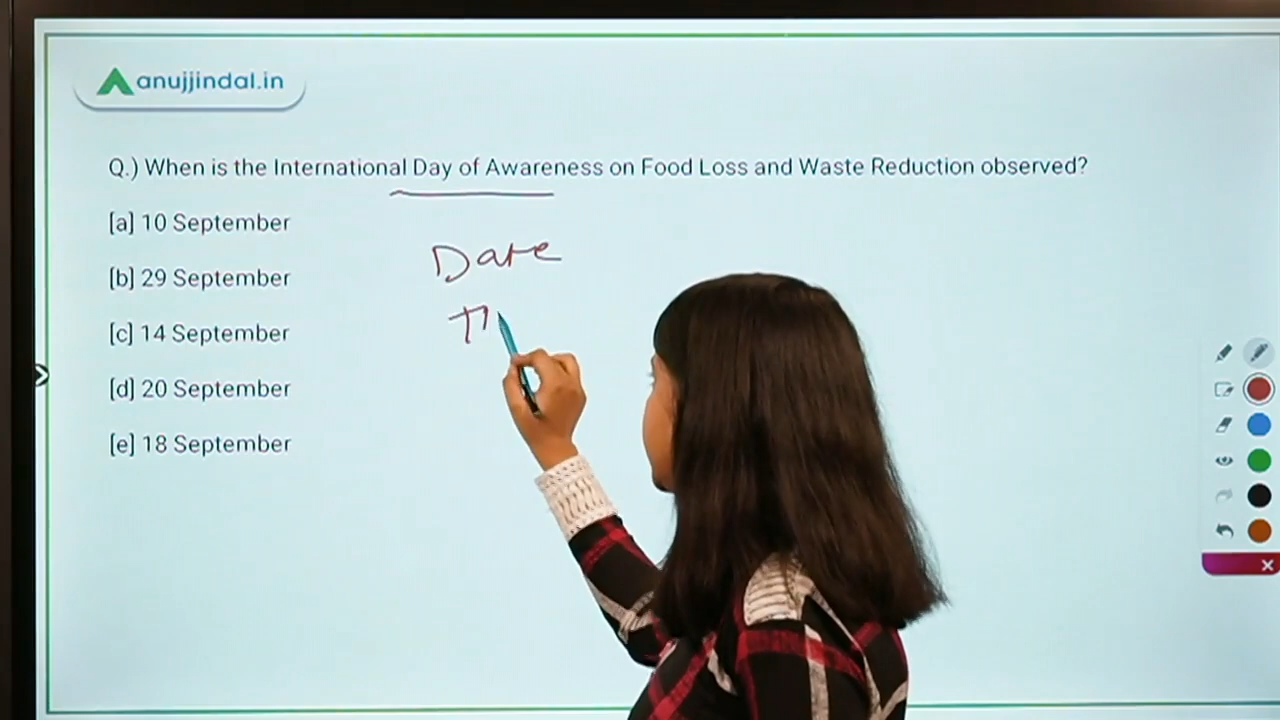 anujjindal.in
Q.) When is the International Day of Awareness on Food Loss and Waste Reduction observed?
[a] 10 September
[b] 29 September
[c] 14 September
[d] 20 September
[e] 18 September
Date